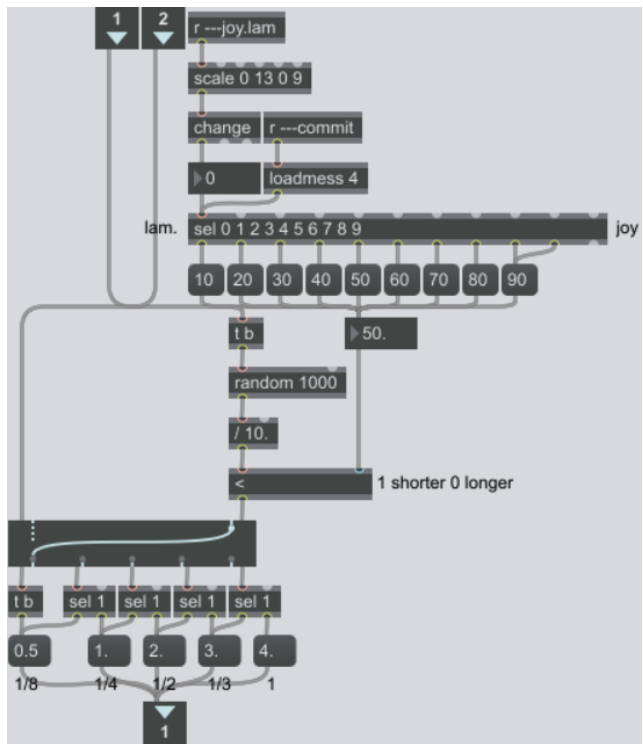 1 2
r ---joy.lam
scale 0 13 0 9
change r ---commit
0 loadmess 4
lam. sel 0 1 2 3 4 5 6 7 8 9 joy
10 20 30 40 50 60 70 80 90
t b 50.
random 1000
/ 10.
< 1 shorter 0 longer
t b sel 1 sel 1 sel 1 sel 1
0.5 1. 2. 3. 4.
1/8 1/4 1/2 1/3 1
1